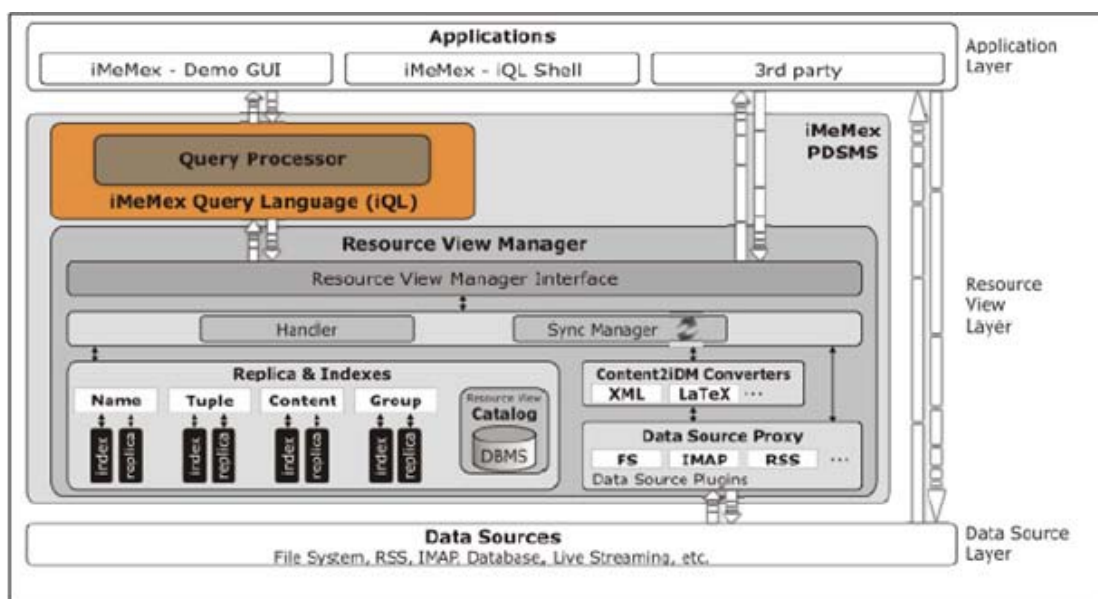 Applications
Application
Layer
iMeMex - Demo GUI
iMeMex - iQL Shell
3rd party
iMeMex
PDSMS
Query Processor
iMeMex Query Language (iQL)
Resource View Manager
Resource View Manager Interface
Resource
View
Layer
Handler
Sync Manager
Replica & Indexes
Name
Tuple
Content
Group
index
replica
index
replica
index
replica
index
replica
Resource View
Catalog
DBMS
Content2iDM Converters
XML
LaTeX
...
Data Source Proxy
FS
IMAP
RSS
...
Data Source Plugins
Data Sources
File System, RSS, IMAP, Database, Live Streaming, etc.
Data Source
Layer